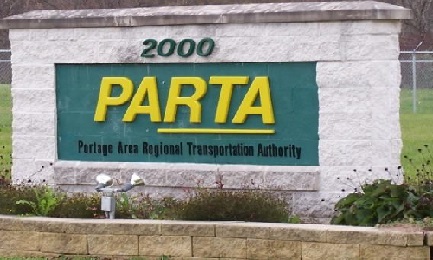 2000
PARTA
Portage Area Regional Transportation Authority